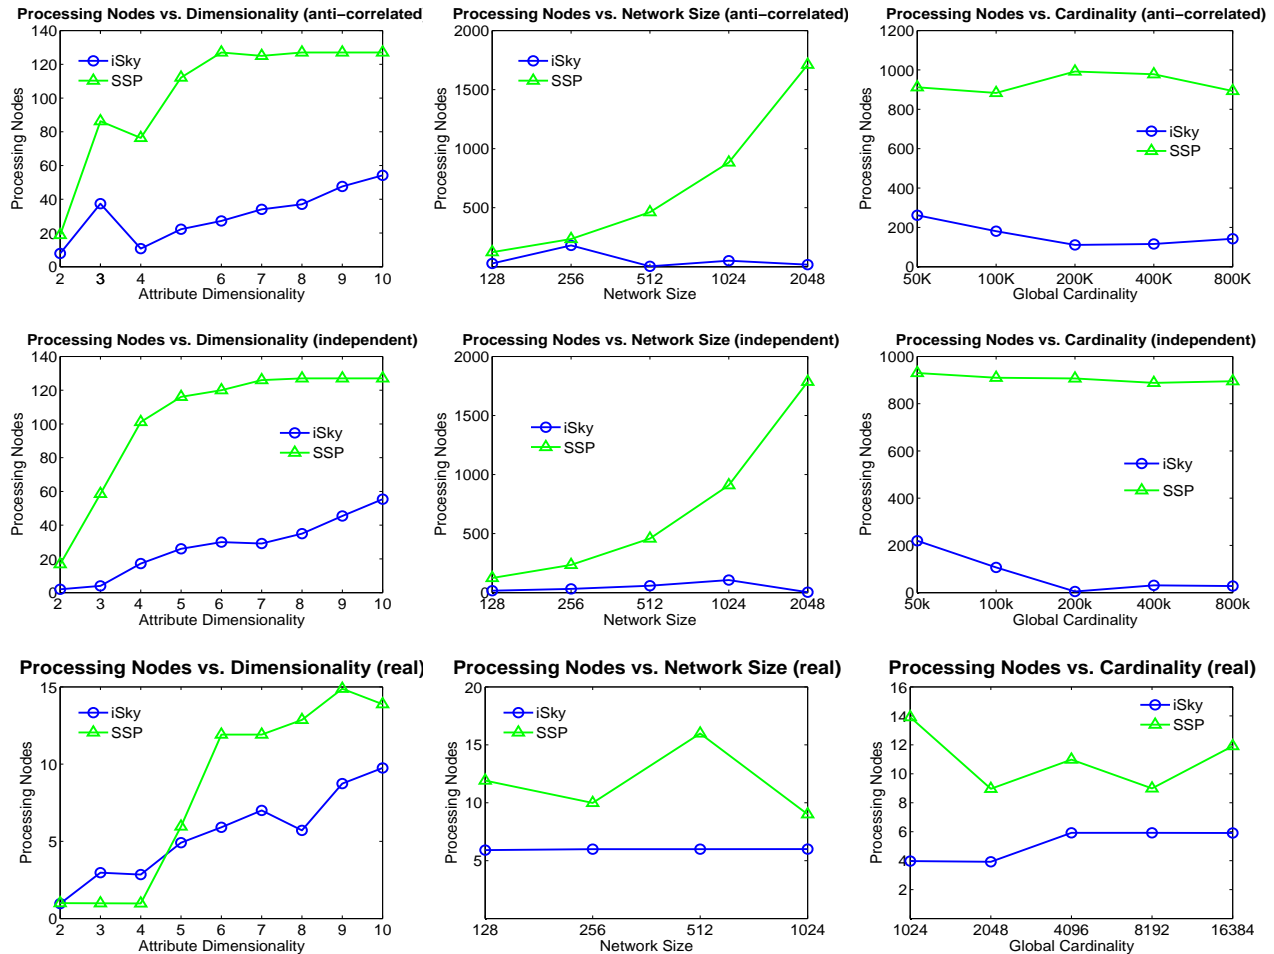 Processing Nodes vs. Dimensionality (anti-correlated
140
120
100
80
60
40
20
0
Processing Nodes
iSky
SSP
2 3 4 5 6 7 8 9 10
Attribute Dimensionality
Processing Nodes vs. Network Size (anti-correlated)
2000
1500
1000
500
Processing Nodes
iSky
SSP
128 256 512 1024 2048
Network Size
Processing Nodes vs. Cardinality (anti-correlated)
1200
1000
800
600
400
200
0
Processing Nodes
iSky
SSP
50K 100K 200K 400K 800K
Global Cardinality
Processing Nodes vs. Dimensionality (independent)
140
120
100
80
60
40
20
0
Processing Nodes
iSky
SSP
2 3 4 5 6 7 8 9 10
Attribute Dimensionality
Processing Nodes vs. Network Size (independent)
2000
1500
1000
500
0
Processing Nodes
iSky
SSP
128 256 512 1024 2048
Network Size
Processing Nodes vs. Cardinality (independent)
1000
800
600
400
200
0
Processing Nodes
iSky
SSP
50k 100k 200k 400k 800k
Global Cardinality
Processing Nodes vs. Dimensionality (real)
15
10
5
0
Processing Nodes
iSky
SSP
2 3 4 5 6 7 8 9 10
Attribute Dimensionality
Processing Nodes vs. Network Size (real)
20
15
10
5
Processing Nodes
iSky
SSP
128 256 512 1024
Network Size
Processing Nodes vs. Cardinality (real)
16
14
12
10
8
6
4
2
Processing Nodes
iSky
SSP
1024 2048 4096 8192 16384
Global Cardinality